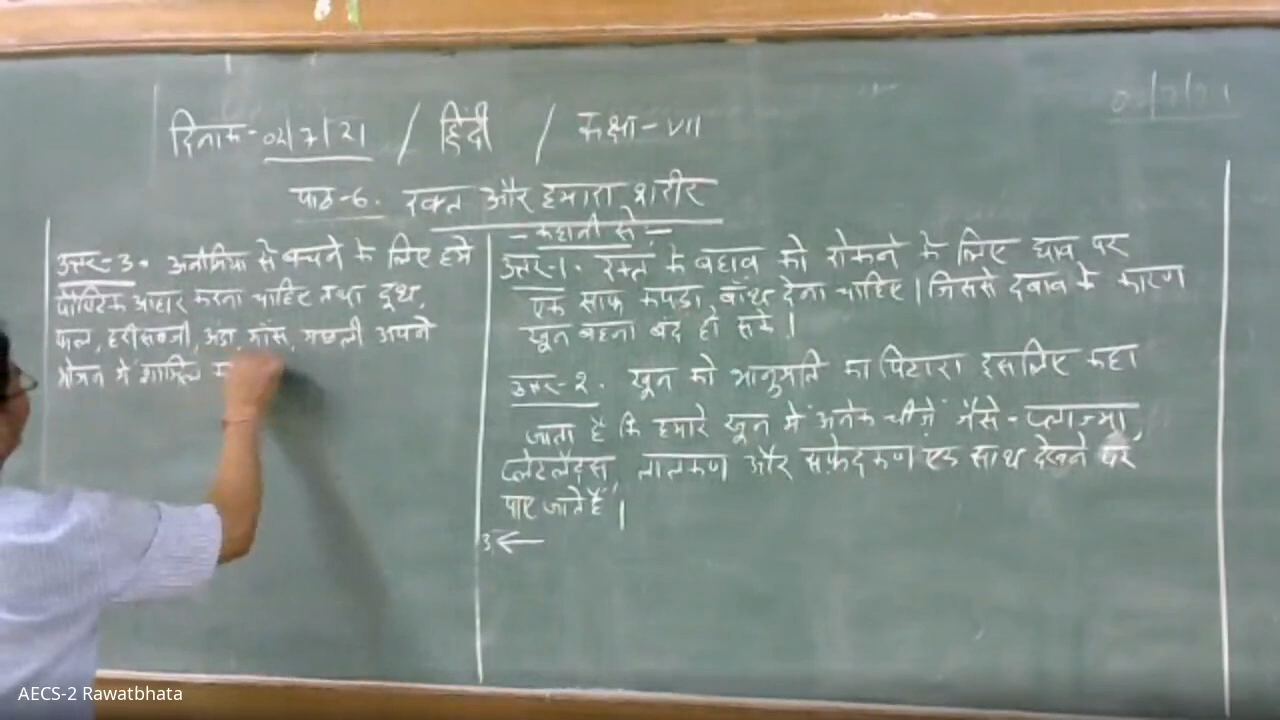 दिनांक- 02/7/21 / हिंदी / कक्षा - VII
पाठ-6. रक्त और हमारा शरीर
- कहानी से :-
उत्तर-1. रक्त के बहाव को रोकने के लिए घाव पर
एक साफ कपड़ा बाँध देना चाहिए। जिससे दबाव के कारण
खून बहना बंद हो सके।
उत्तर-2. खून को भानुमति का पिटारा इसलिए कहा
जाता है कि हमारे खून में अनेक चीज़ें जैसे - प्लाज्मा,
प्लेटलेट्स, लालकण और सफ़ेदकण एक साथ देखने पर
पाए जाते हैं।
3. ←
उत्तर-3. अनीमिया से बचने के लिए हमें
पौष्टिक आहार करना चाहिए तथा दूध,
फल, हरीसब्जी, अंडा, माँस, मछली अपने
भोजन में शामिल
AECS-2 Rawatbhata